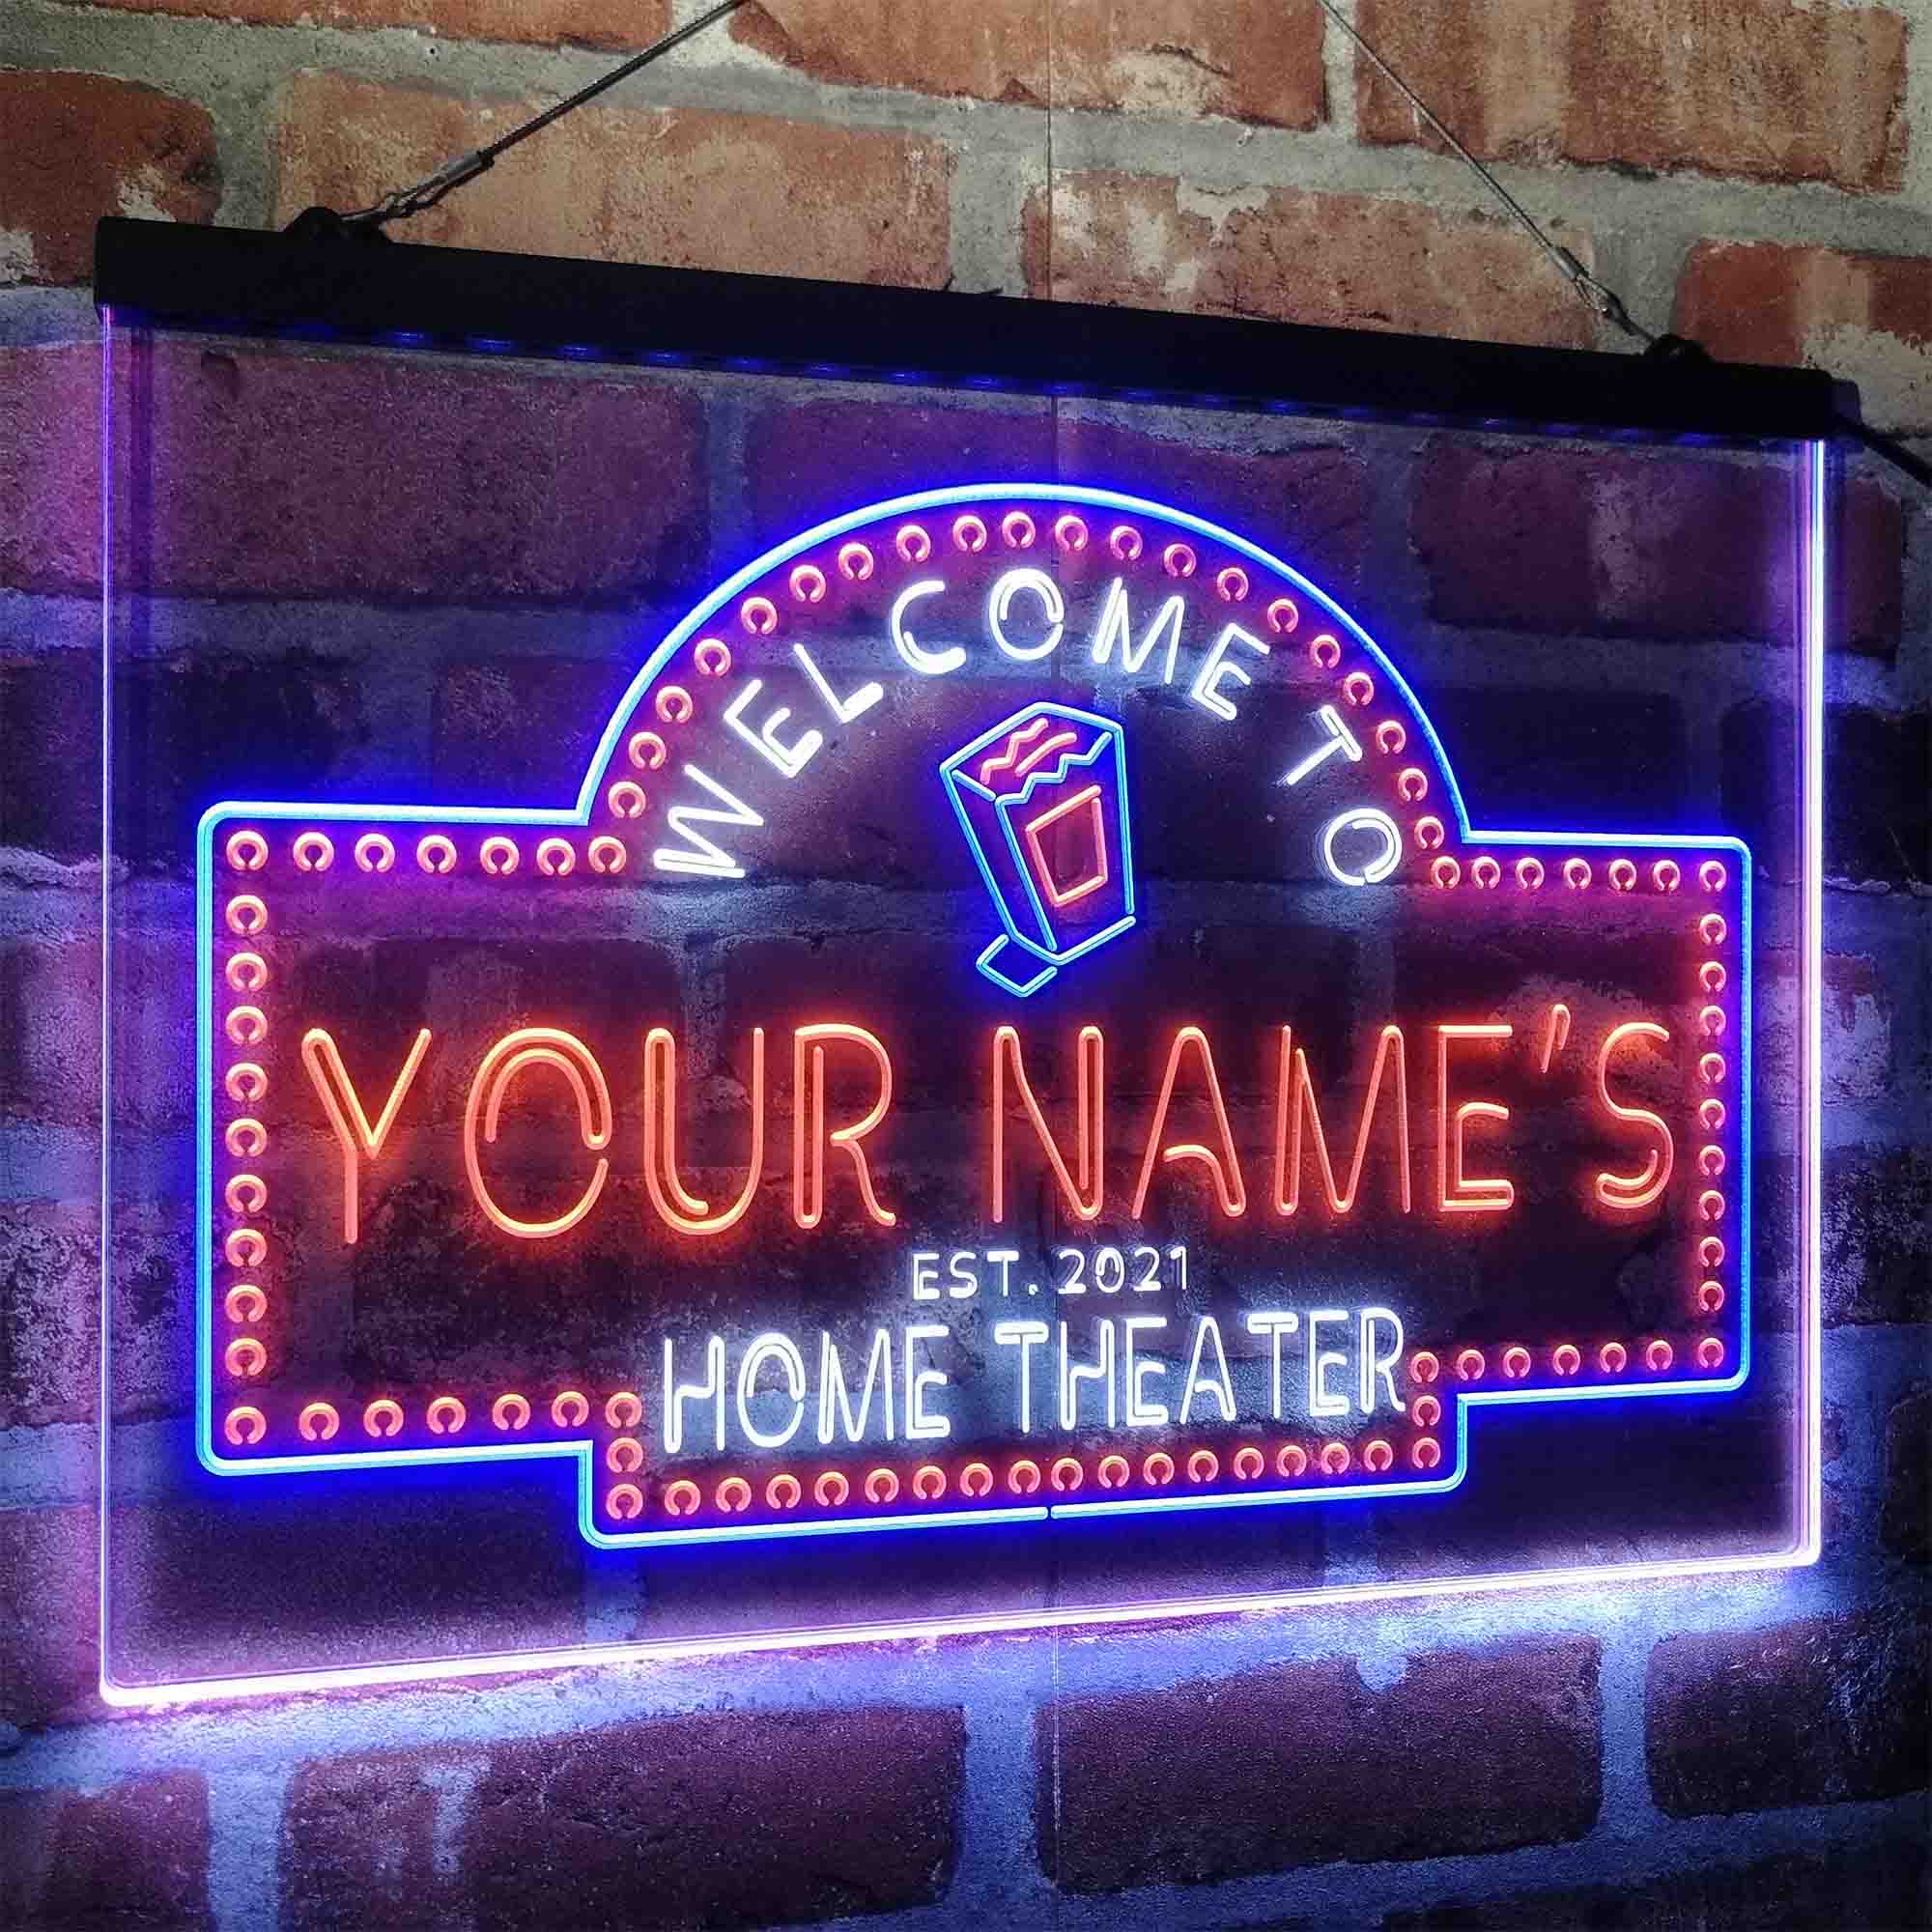 WELCOME TO
YOUR NAME'S
EST. 2021
HOME THEATER